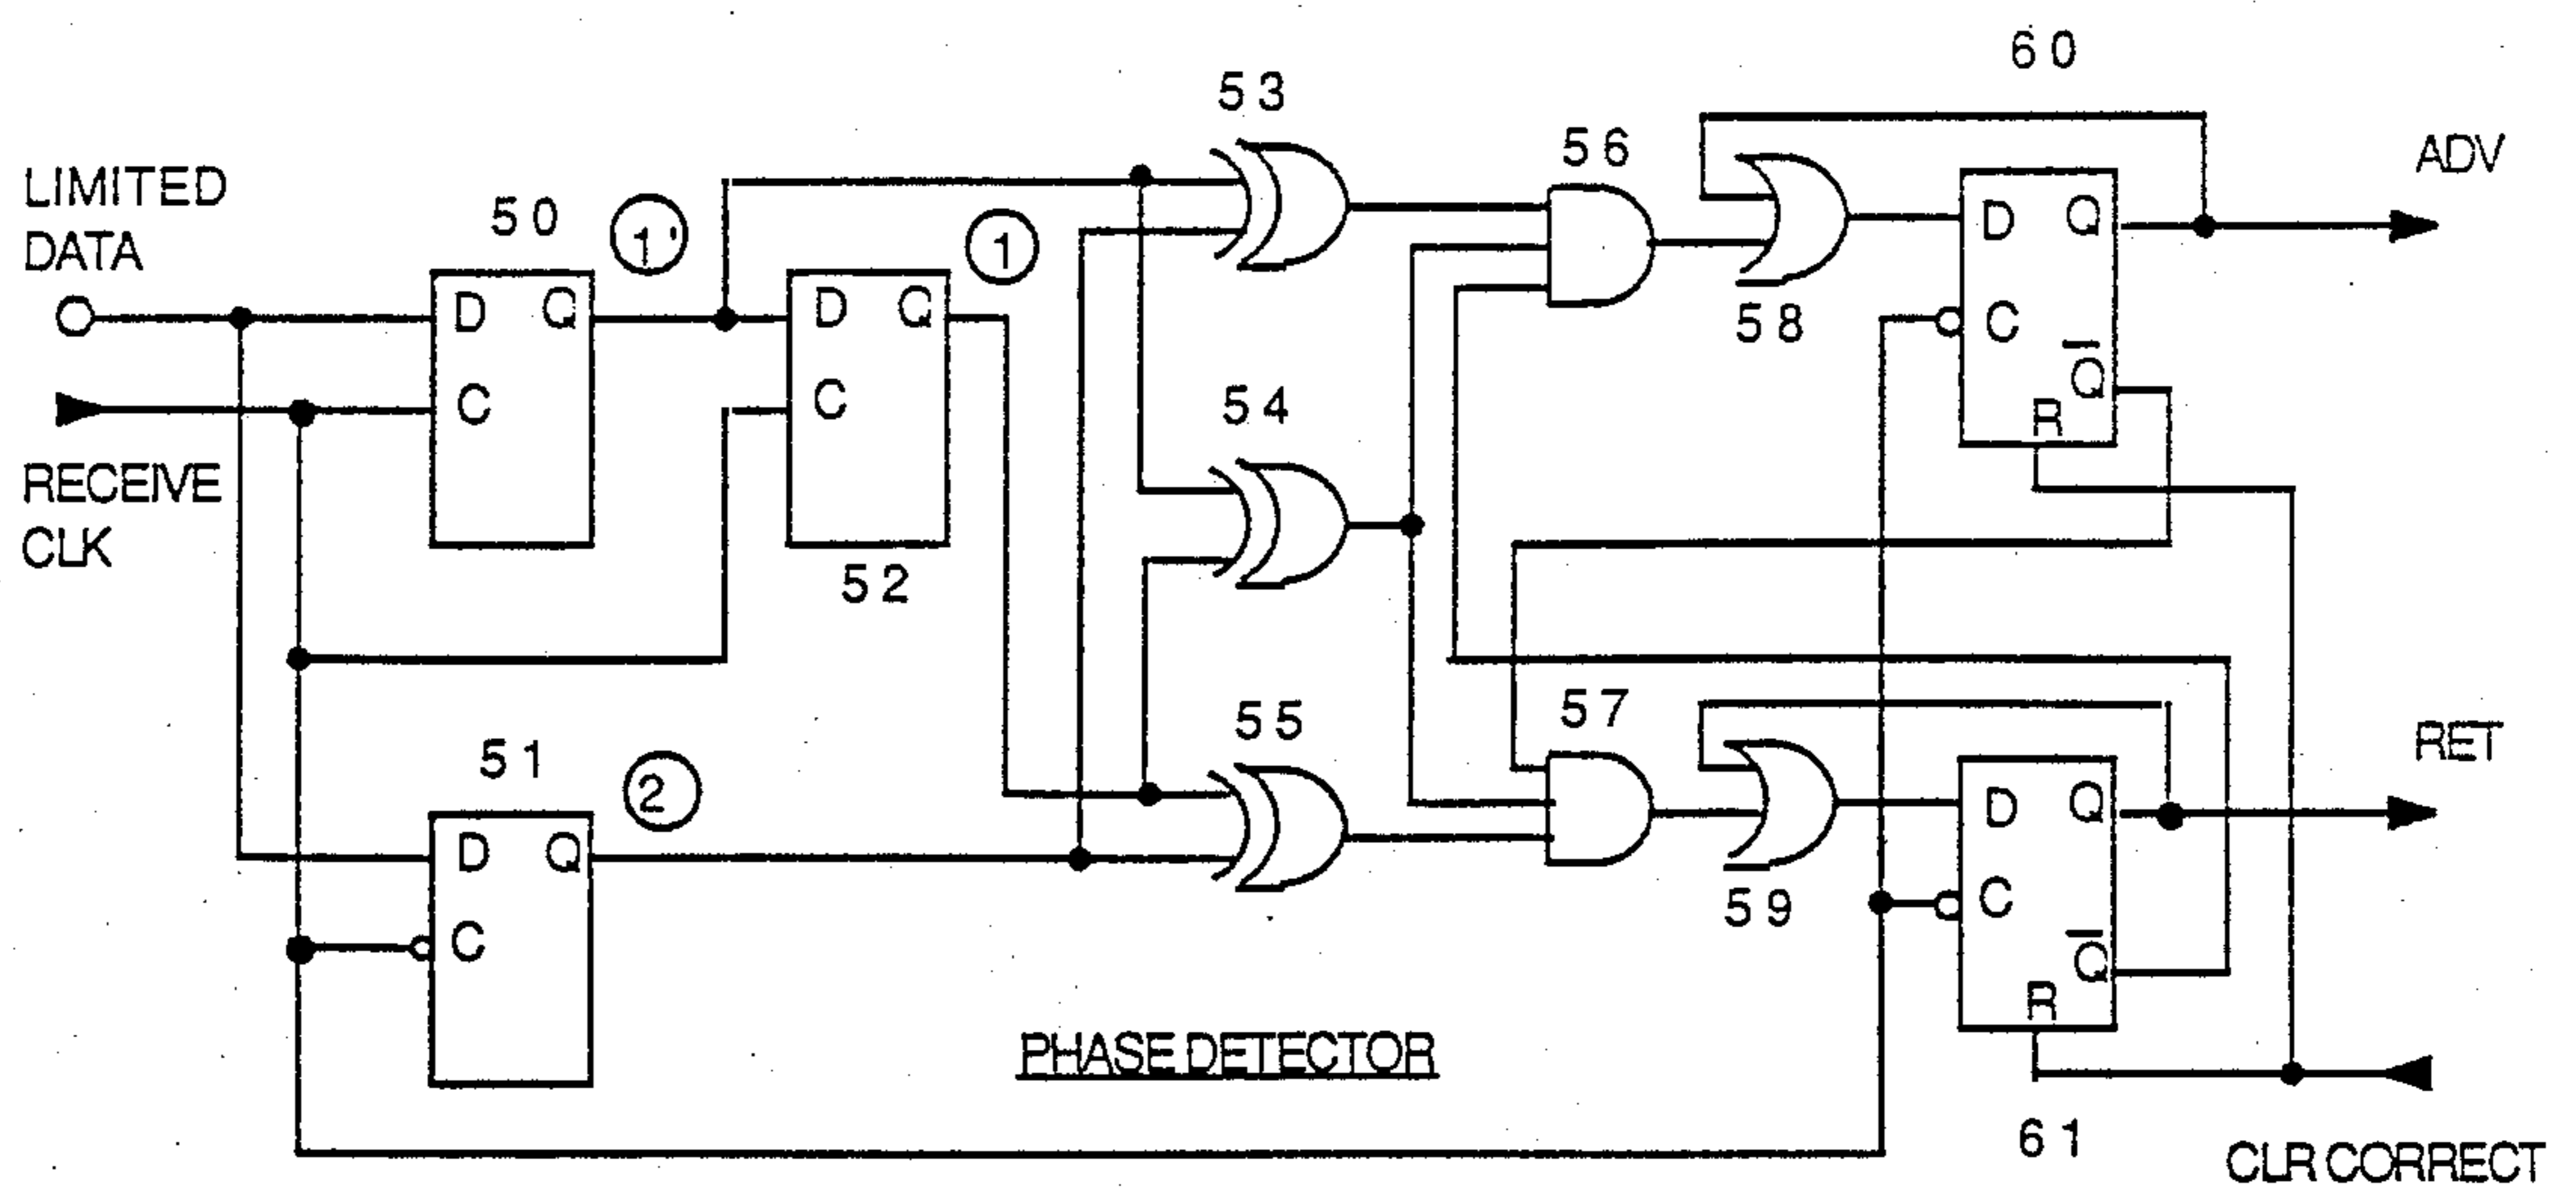 60
53
ADV
56
LIMITED
DATA
50
1'
1
D Q
58
D Q
C
Q
R
D Q
C
54
RECEIVE
CLK
52
57
RET
55
51
2
D Q
C
59
D Q
C
Q
R
PHASE DETECTOR
61
CLR CORRECT